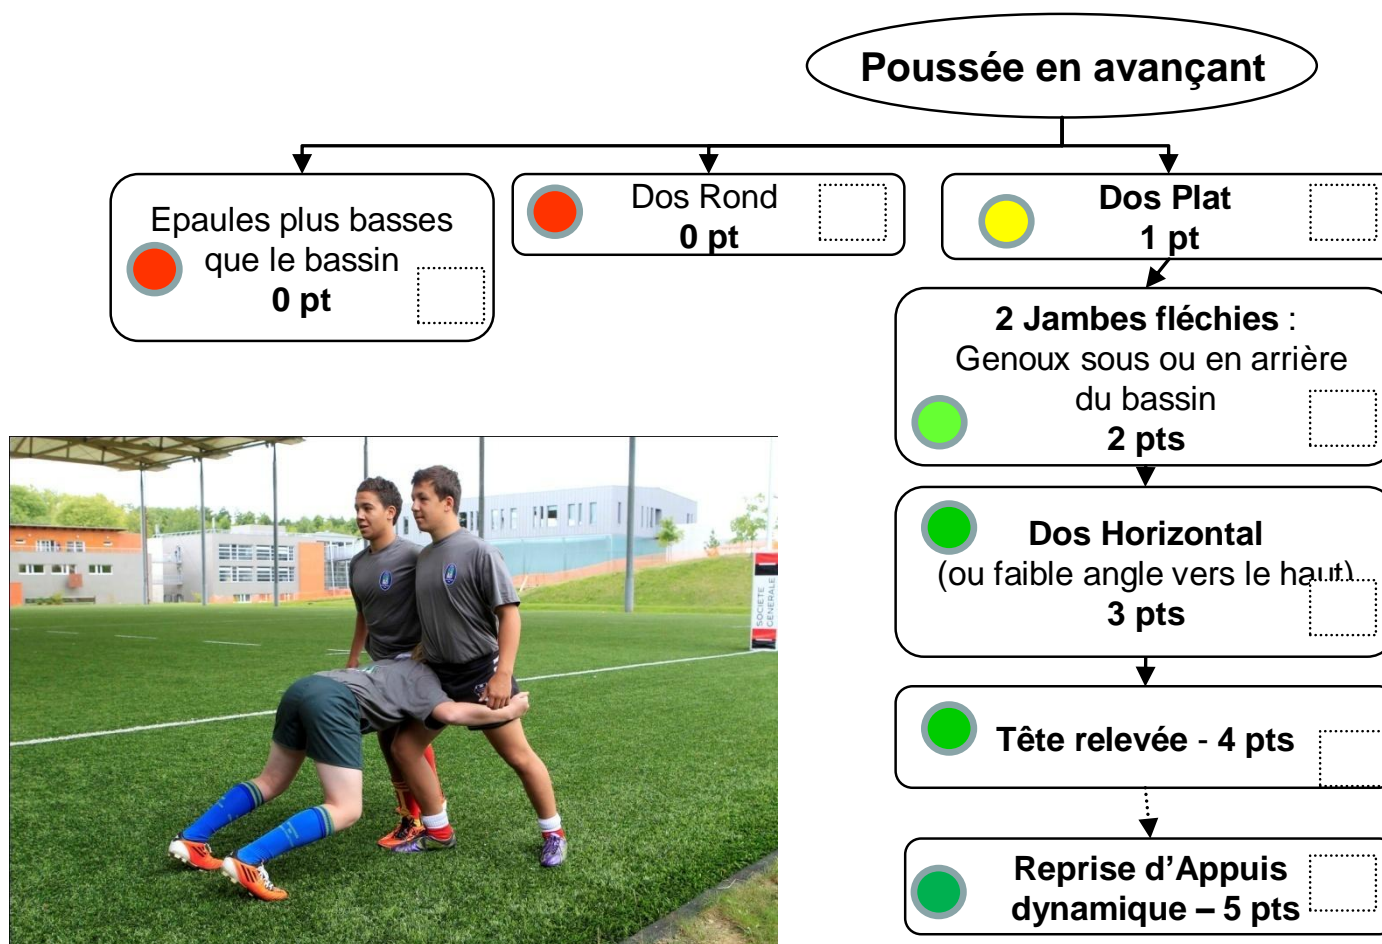 Poussée en avançant
Epaules plus basses
que le bassin
0 pt
Dos Rond
0 pt
Dos Plat
1 pt
2 Jambes fléchies :
Genoux sous ou en arrière
du bassin
2 pts
Dos Horizontal
(ou faible angle vers le haut)
3 pts
Tête relevée - 4 pts
Reprise d’Appuis
dynamique – 5 pts
SOCIETE
GENERALE